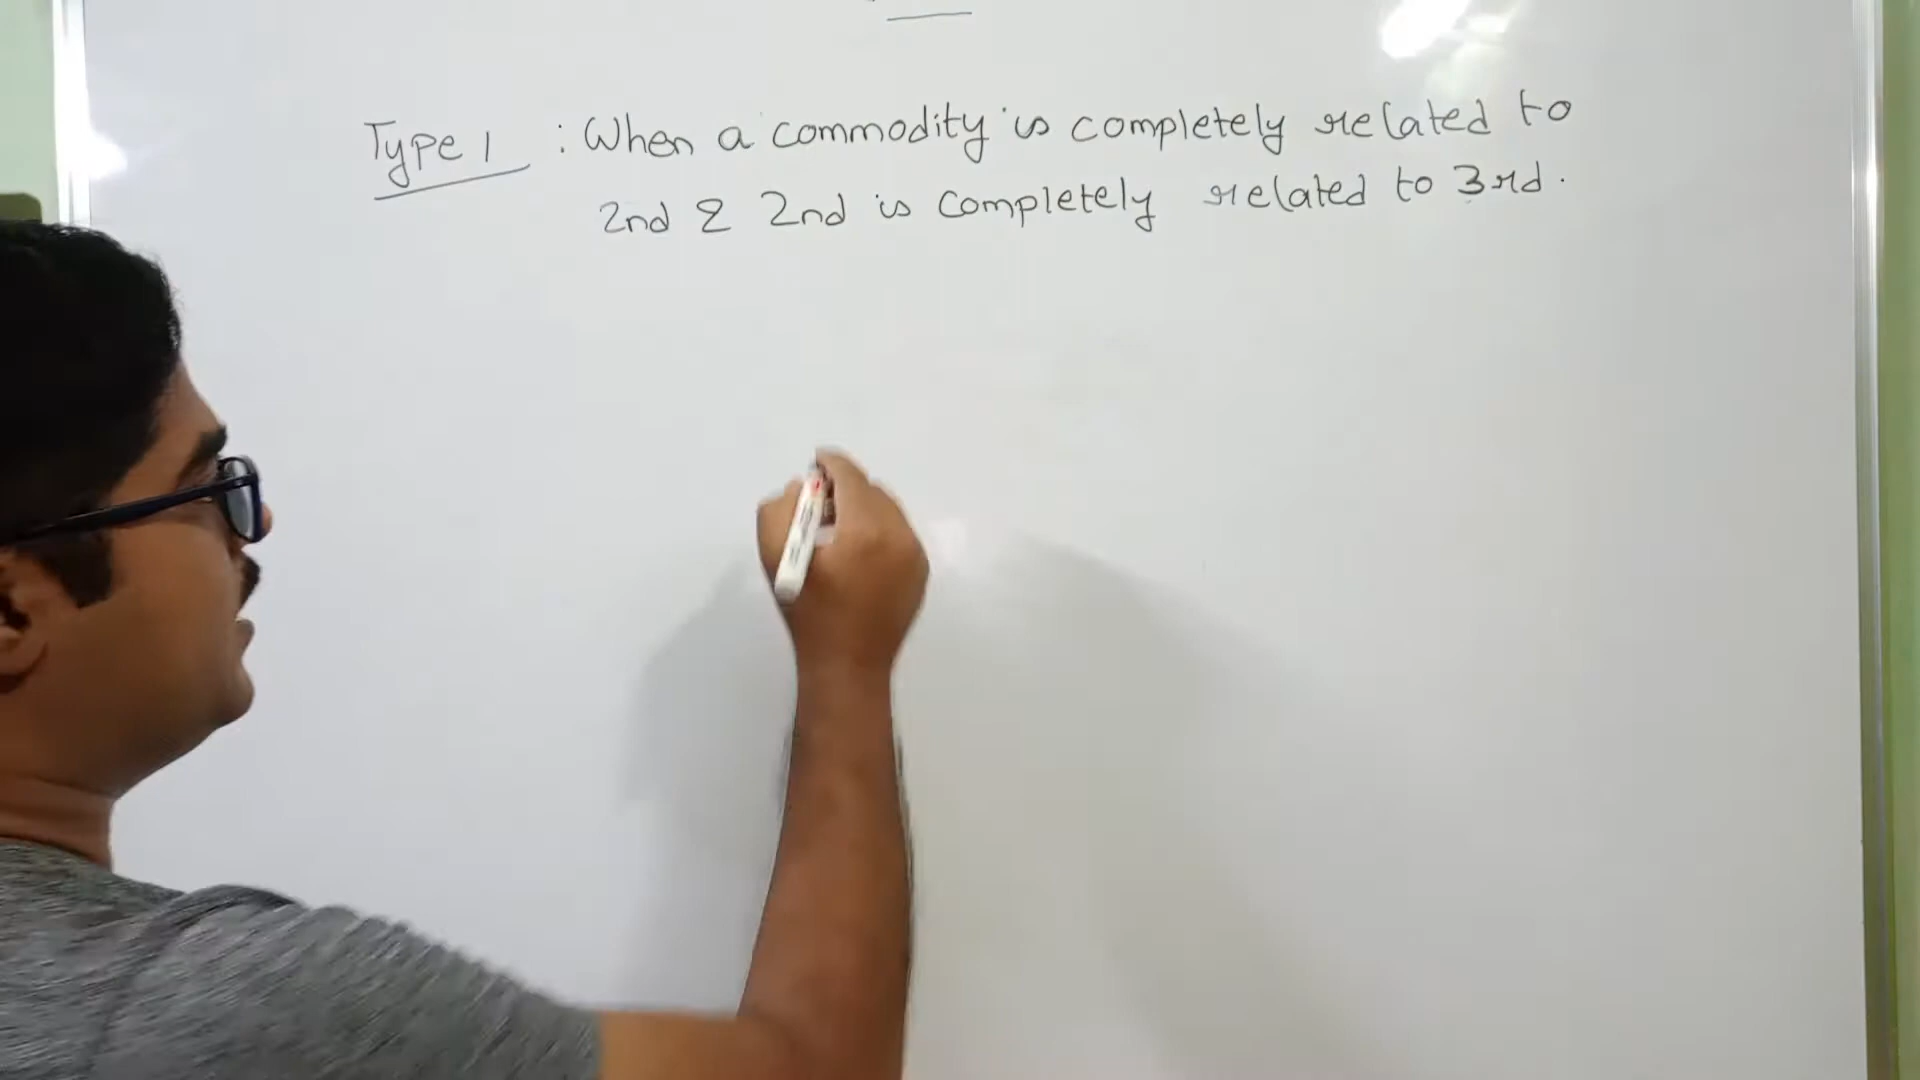 Type 1 : When a commodity is completely related to
2nd & 2nd is completely related to 3rd.